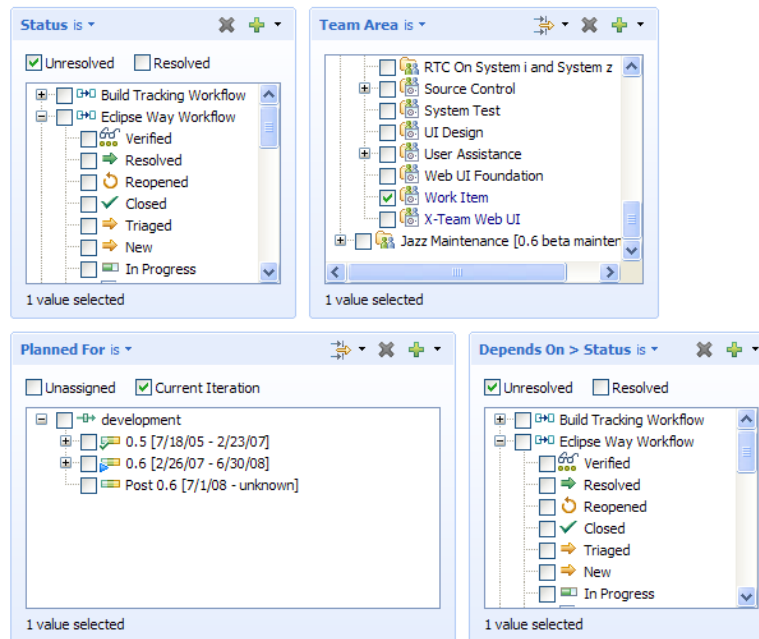 Status is
Unresolved Resolved
Build Tracking Workflow
Eclipse Way Workflow
Verified
Resolved
Reopened
Closed
Triaged
New
In Progress
1 value selected
Team Area is
RTC On System i and System z
Source Control
System Test
UI Design
User Assistance
Web UI Foundation
Work Item
X-Team Web UI
Jazz Maintenance [0.6 beta mainten
1 value selected
Planned For is
Unassigned Current Iteration
development
0.5 [7/18/05 - 2/23/07]
0.6 [2/26/07 - 6/30/08]
Post 0.6 [7/1/08 - unknown]
1 value selected
Depends On > Status is
Unresolved Resolved
Build Tracking Workflow
Eclipse Way Workflow
Verified
Resolved
Reopened
Closed
Triaged
New
In Progress
1 value selected